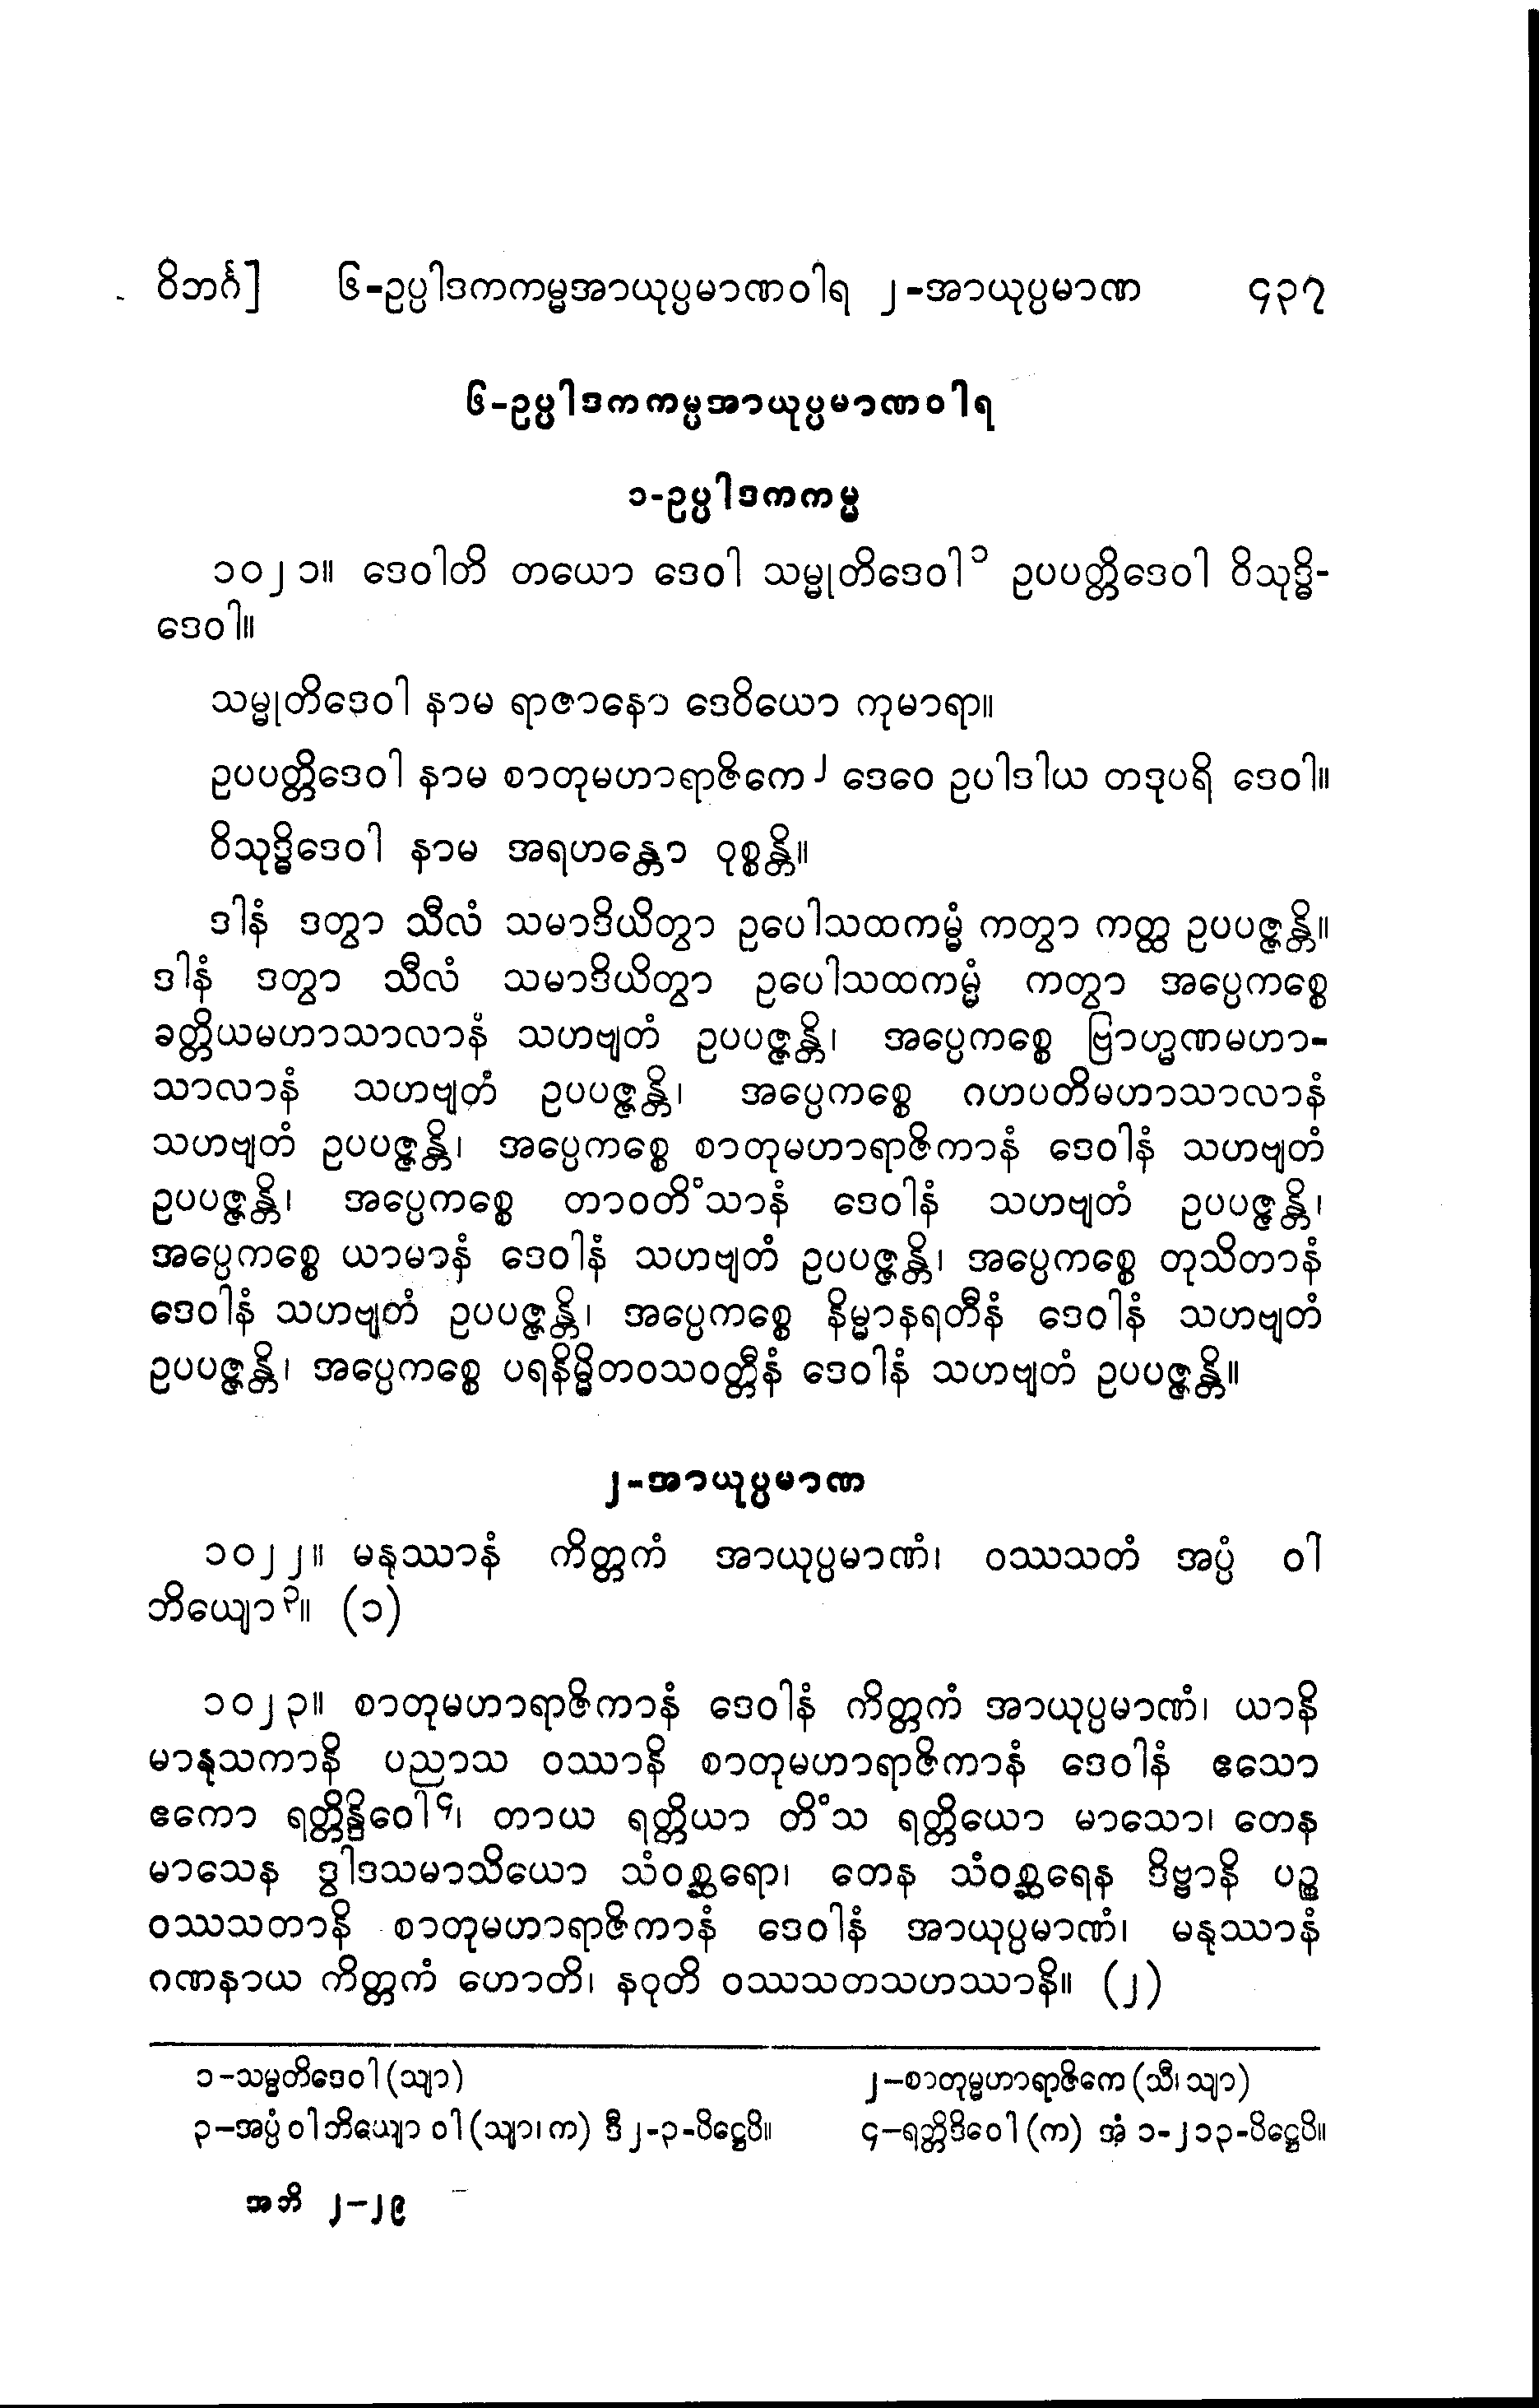 ဝိဘင်္ဂ] ၆-ဥပ္ပါဒကကမ္မအာယုပ္ပမာဏဝါရ ၂-အာယုပ္ပမာဏ ၄၃၇
၆-ဥပ္ပါဒကကမ္မအာယုပ္ပမာဏဝါရ
၁-ဥပ္ပါဒကကမ္မ
၁၀၂၁။ ဒေဝါတိ တယော ဒေဝါ သမ္မုတိဒေဝါ၁ ဥပပတ္တိဒေဝါ ဝိသုဒ္ဓိ-
ဒေဝါ။
သမ္မုတိဒေဝါ နာမ ရာဇာနော ဒေဝိယော ကုမာရာ။
ဥပပတ္တိဒေဝါ နာမ စာတုမဟာရာဇိကေ၂ ဒေဝေ ဥပါဒါယ တဒုပရိ ဒေဝါ။
ဝိသုဒ္ဓိဒေဝါ နာမ အရဟန္တော ဝုစ္စန္တိ။
ဒါနံ ဒတွာ သီလံ သမာဒိယိတွာ ဥပေါသထကမ္မံ ကတွာ ကတ္ထ ဥပပဇ္ဇန္တိ။
ဒါနံ ဒတွာ သီလံ သမာဒိယိတွာ ဥပေါသထကမ္မံ ကတွာ အပ္ပေကစ္စေ
ခတ္တိယမဟာသာလာနံ သဟဗျတံ ဥပပဇ္ဇန္တိ၊ အပ္ပေကစ္စေ ဗြာဟ္မဏမဟာ-
သာလာနံ သဟဗျတံ ဥပပဇ္ဇန္တိ၊ အပ္ပေကစ္စေ ဂဟပတိမဟာသာလာနံ
သဟဗျတံ ဥပပဇ္ဇန္တိ၊ အပ္ပေကစ္စေ စာတုမဟာရာဇိကာနံ ဒေဝါနံ သဟဗျတံ
ဥပပဇ္ဇန္တိ၊ အပ္ပေကစ္စေ တာဝတိံသာနံ ဒေဝါနံ သဟဗျတံ ဥပပဇ္ဇန္တိ၊
အပ္ပေကစ္စေ ယာမာနံ ဒေဝါနံ သဟဗျတံ ဥပပဇ္ဇန္တိ၊ အပ္ပေကစ္စေ တုသိတာနံ
ဒေဝါနံ သဟဗျတံ ဥပပဇ္ဇန္တိ၊ အပ္ပေကစ္စေ နိမ္မာနရတီနံ ဒေဝါနံ သဟဗျတံ
ဥပပဇ္ဇန္တိ၊ အပ္ပေကစ္စေ ပရနိမ္မိတဝသဝတ္တီနံ ဒေဝါနံ သဟဗျတံ ဥပပဇ္ဇန္တိ။
၂-အာယုပ္ပမာဏ
၁၀၂၂။ မနုဿာနံ ကိတ္တကံ အာယုပ္ပမာဏံ၊ ဝဿသတံ အပ္ပံ ဝါ
ဘိယျော၃။ (၁)
၁၀၂၃။ စာတုမဟာရာဇိကာနံ ဒေဝါနံ ကိတ္တကံ အာယုပ္ပမာဏံ၊ ယာနိ
မာနုသကာနိ ပညာသ ဝဿာနိ စာတုမဟာရာဇိကာနံ ဒေဝါနံ ဧသော
ဧကော ရတ္တိန္ဒိဝေါ၄၊ တာယ ရတ္တိယာ တိံသ ရတ္တိယော မာသော၊ တေန
မာသေန ဒွါဒသမာသိယော သံဝစ္ဆရော၊ တေန သံဝစ္ဆရေန ဒိဗ္ဗာနိ ပဉ္စ
ဝဿသတာနိ စာတုမဟာရာဇိကာနံ ဒေဝါနံ အာယုပ္ပမာဏံ၊ မနုဿာနံ
ဂဏနာယ ကိတ္တကံ ဟောတိ၊ နဝုတိ ဝဿသတသဟဿာနိ။ (၂)
၁-သမ္မတိဒေဝါ (သျာ) ၂-စာတုမ္မဟာရာဇိကေ (သီ၊ သျာ)
၃-အပ္ပံ ဝါ ဘိယျော ဝါ (သျာ၊ က) ဒီ ၂-၃-ပိဋ္ဌေပိ။ ၄-ရတ္တိဒိဝေါ (က) အံ ၁-၂၁၃-ပိဋ္ဌေပိ။
အဘိ ၂-၂၉